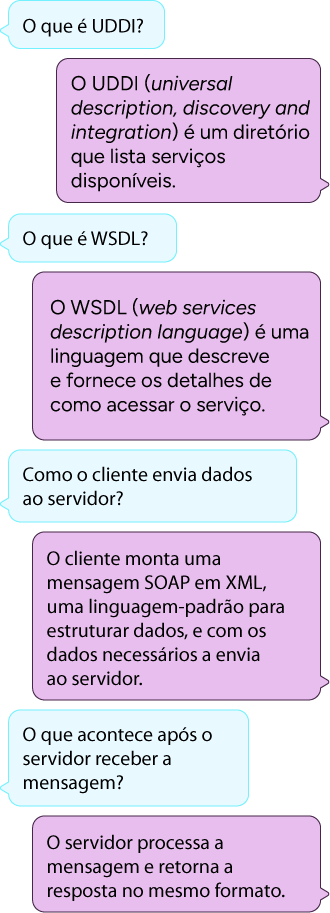 O que é UDDI?
O UDDI (universal
description, discovery and
integration) é um diretório
que lista serviços
disponíveis.
O que é WSDL?
O WSDL (web services
description language) é uma
linguagem que descreve
e fornece os detalhes de
como acessar o serviço.
Como o cliente envia dados
ao servidor?
O cliente monta uma
mensagem SOAP em XML,
uma linguagem-padrão para
estruturar dados, e com os
dados necessários a envia
ao servidor.
O que acontece após o
servidor receber a
mensagem?
O servidor processa a
mensagem e retorna a
resposta no mesmo formato.